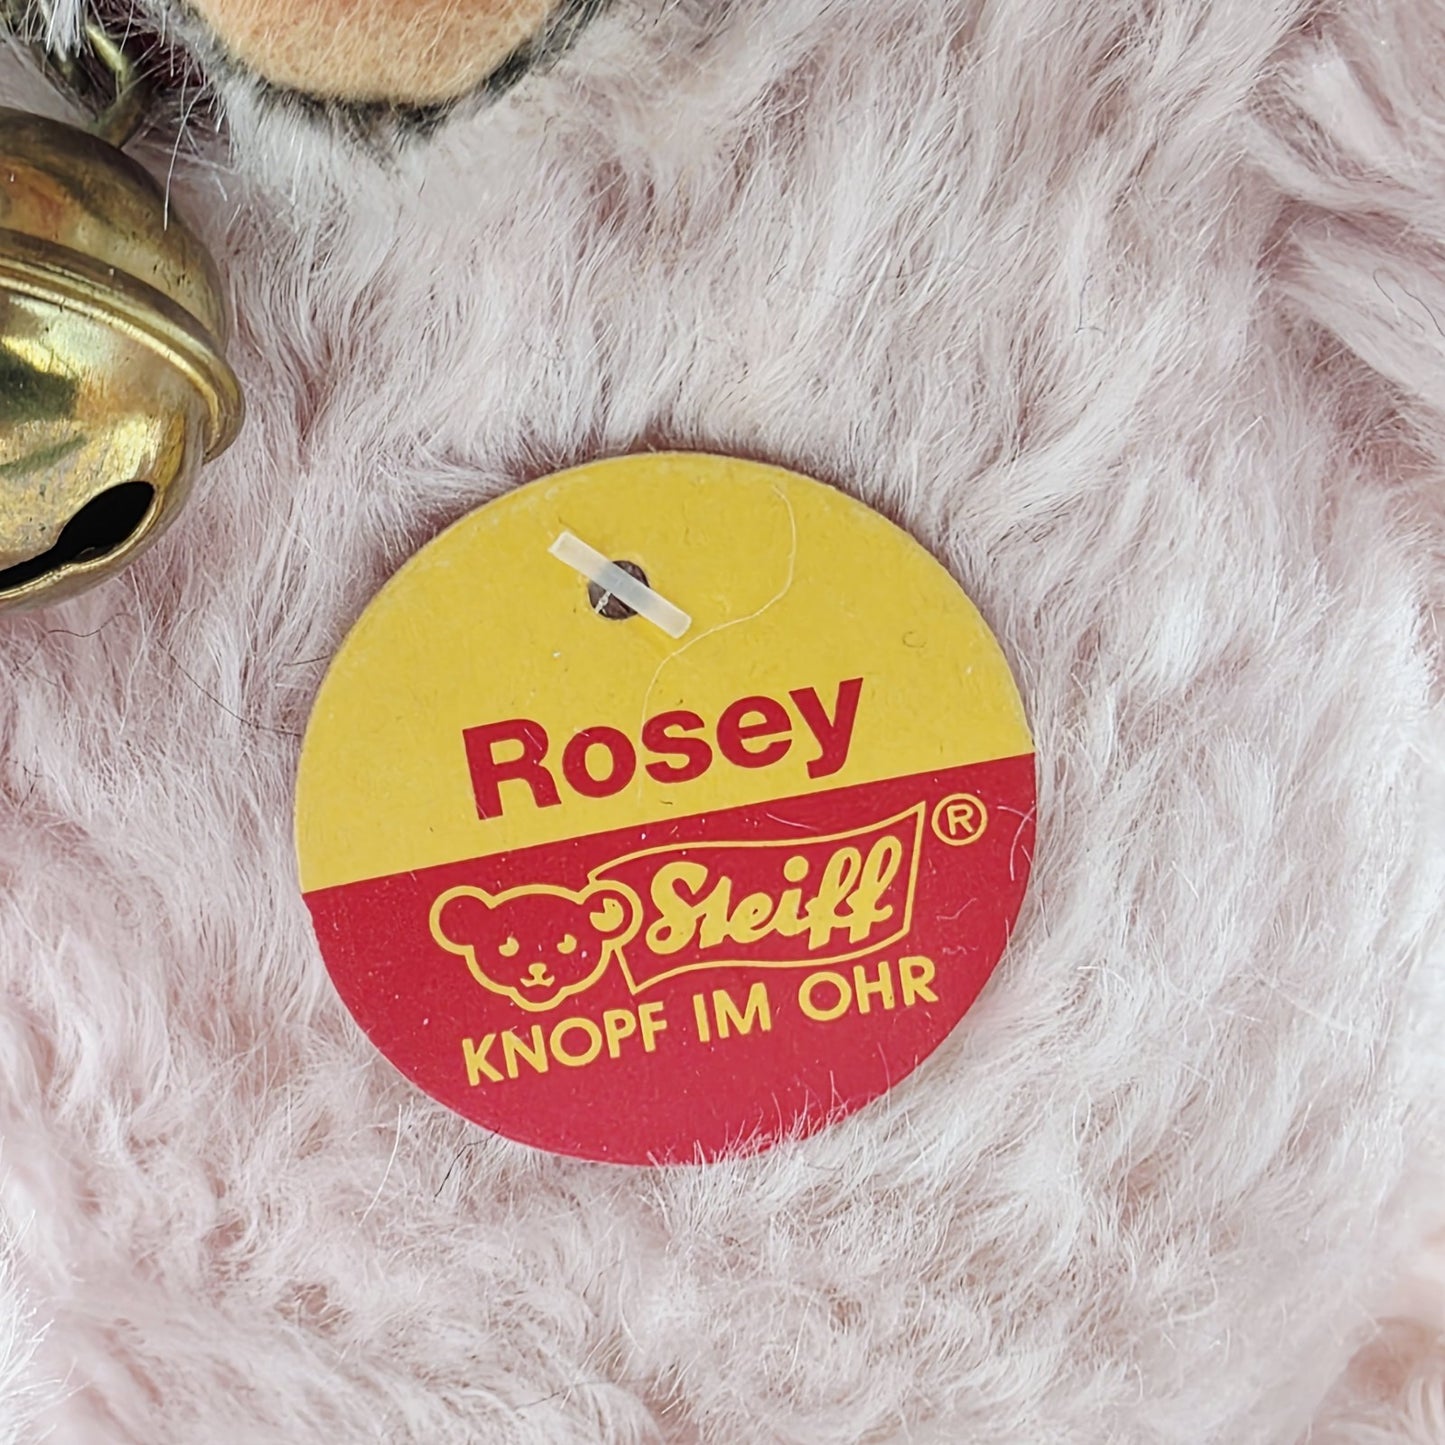 Rosey
Steiff ®
KNOPF IM OHR